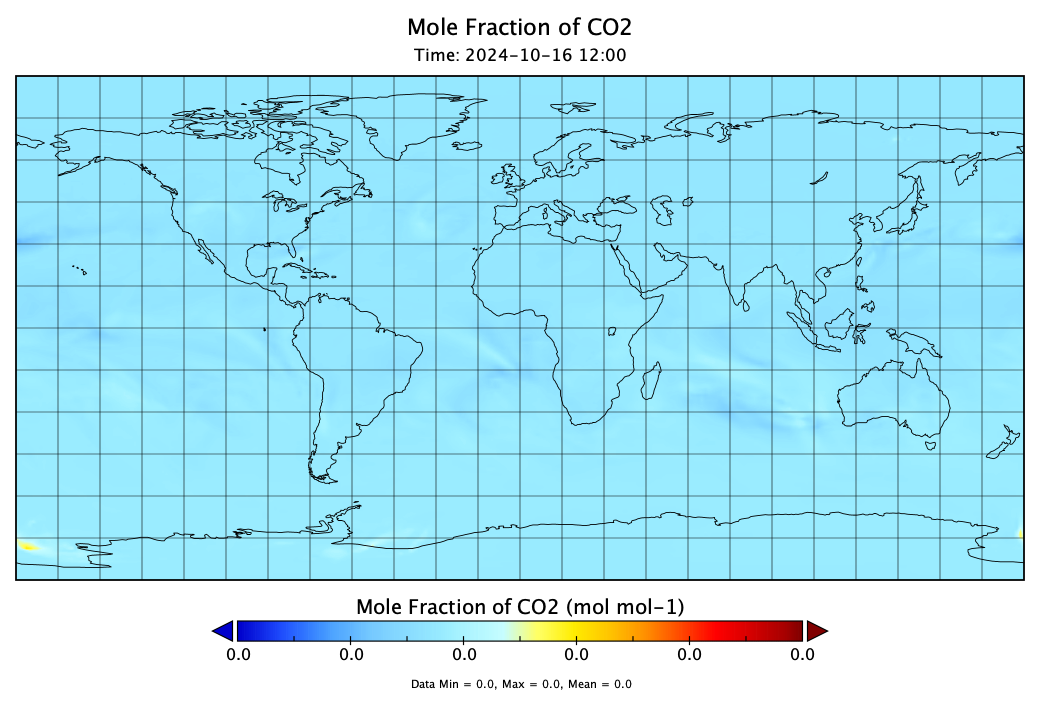 Mole Fraction of CO2
Time: 2024-10-16 12:00
Mole Fraction of CO2 (mol mol-1)
0.0 0.0 0.0 0.0 0.0 0.0
Data Min = 0.0, Max = 0.0, Mean = 0.0